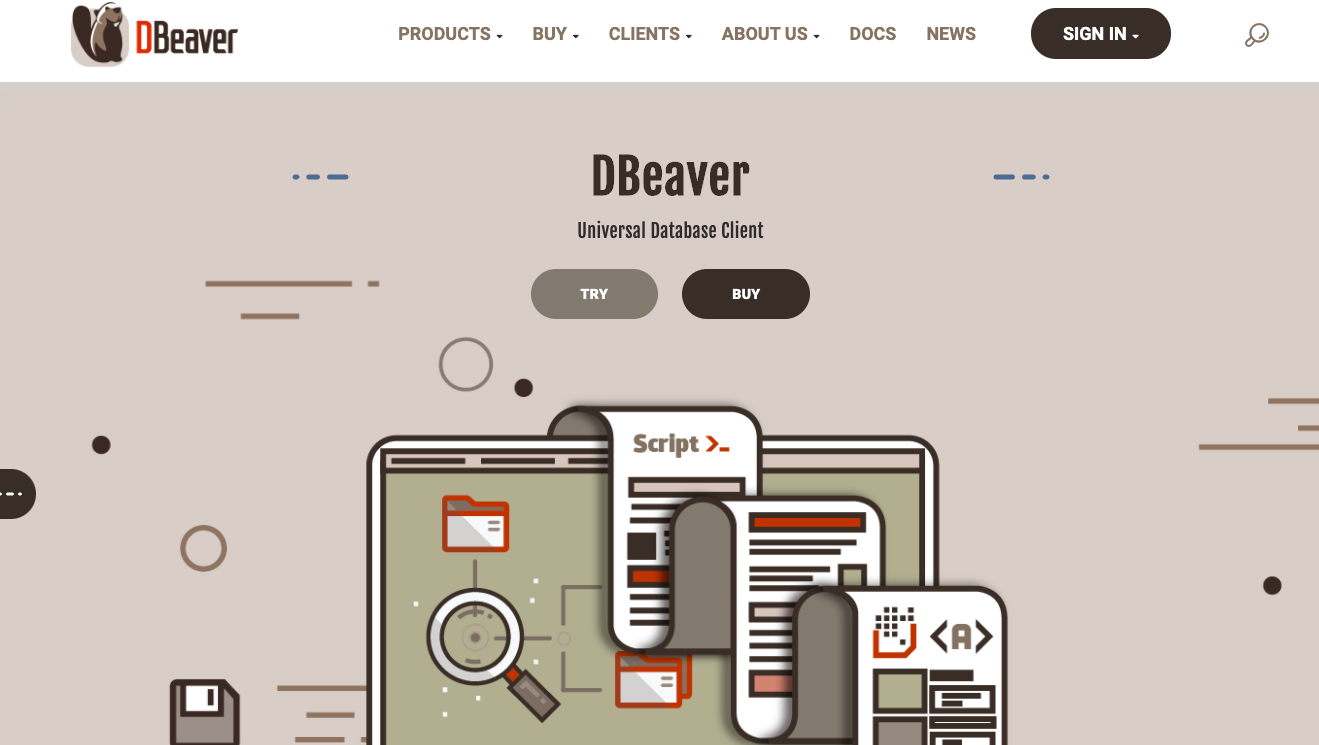 DBeaver
PRODUCTS BUY CLIENTS ABOUT US DOCS NEWS SIGN IN
DBeaver
Universal Database Client
TRY BUY
Script >_
<A>